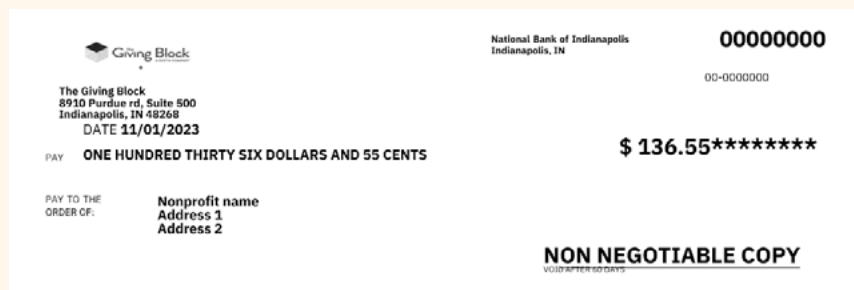 The Giving Block
National Bank of Indianapolis
Indianapolis, IN
00000000
00-0000000
The Giving Block
8910 Purdue rd, Suite 500
Indianapolis, IN 48268
DATE 11/01/2023
PAY ONE HUNDRED THIRTY SIX DOLLARS AND 55 CENTS
$ 136.55********
PAY TO THE
ORDER OF:
Nonprofit name
Address 1
Address 2
NON NEGOTIABLE COPY
VOID AFTER 60 DAYS